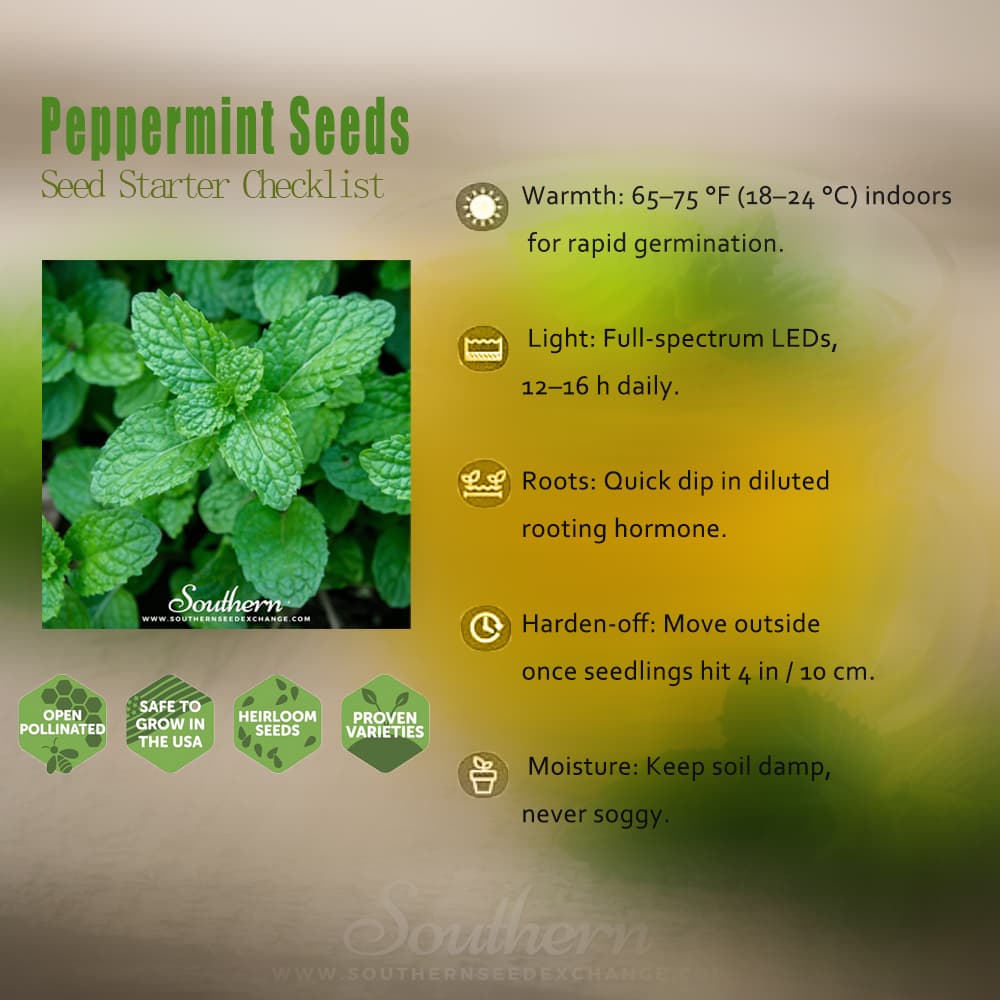 Peppermint Seeds
Seed Starter Checklist
Warmth: 65–75 °F (18–24 °C) indoors
for rapid germination.
Light: Full-spectrum LEDs,
12–16 h daily.
Roots: Quick dip in diluted
rooting hormone.
Harden-off: Move outside
once seedlings hit 4 in / 10 cm.
Moisture: Keep soil damp,
never soggy.
Southern
WWW.SOUTHERNSEEDEXCHANGE.COM
OPEN
POLLINATED
SAFE TO
GROW IN
THE USA
HEIRLOOM
SEEDS
PROVEN
VARIETIES
Southern
WWW.SOUTHERNSEEDEXCHANGE.COM